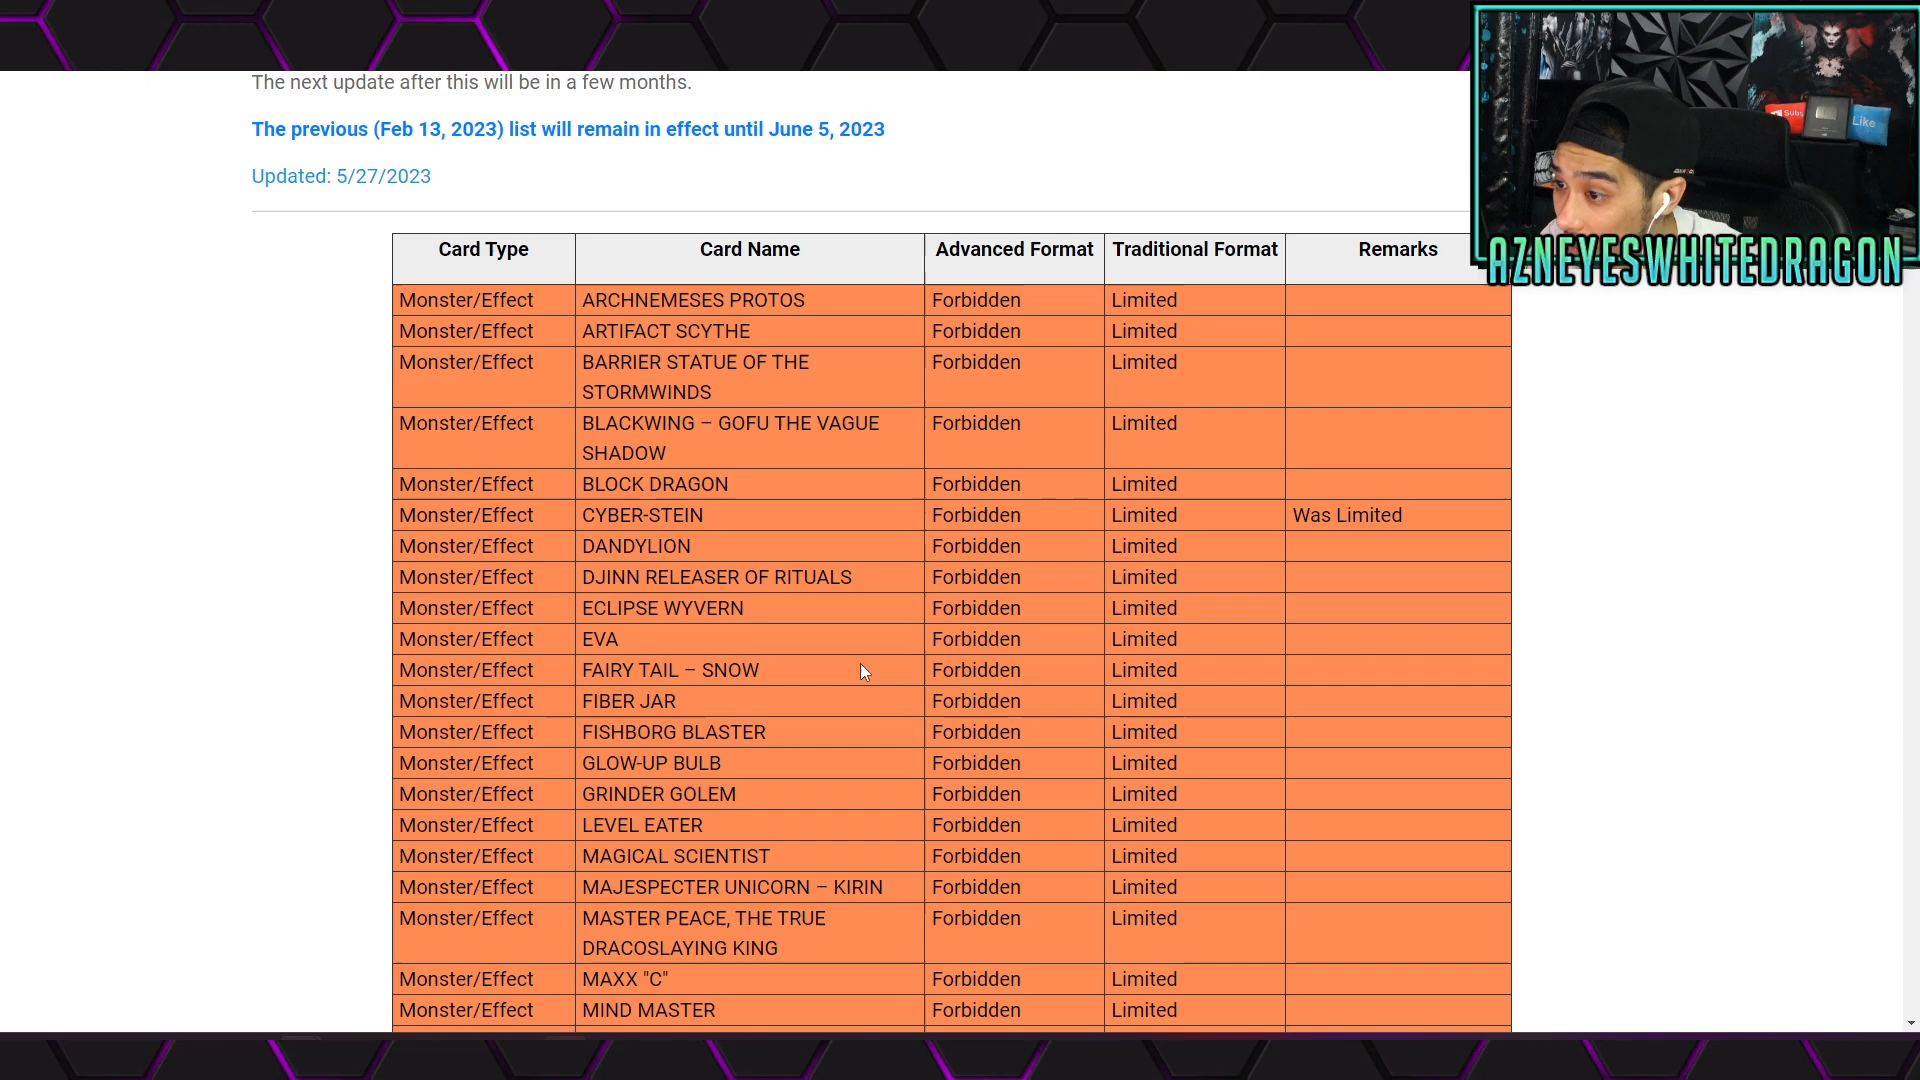 The next update after this will be in a few months.
The previous (Feb 13, 2023) list will remain in effect until June 5, 2023
Updated: 5/27/2023
Subs
Like
AZNEYESWHITEDRAGON
Card Type Card Name Advanced Format Traditional Format Remarks
Monster/Effect ARCHNEMESES PROTOS Forbidden Limited
Monster/Effect ARTIFACT SCYTHE Forbidden Limited
Monster/Effect BARRIER STATUE OF THE Forbidden Limited
STORMWINDS
Monster/Effect BLACKWING – GOFU THE VAGUE Forbidden Limited
SHADOW
Monster/Effect BLOCK DRAGON Forbidden Limited
Monster/Effect CYBER-STEIN Forbidden Limited Was Limited
Monster/Effect DANDYLION Forbidden Limited
Monster/Effect DJINN RELEASER OF RITUALS Forbidden Limited
Monster/Effect ECLIPSE WYVERN Forbidden Limited
Monster/Effect EVA Forbidden Limited
Monster/Effect FAIRY TAIL – SNOW Forbidden Limited
Monster/Effect FIBER JAR Forbidden Limited
Monster/Effect FISHBORG BLASTER Forbidden Limited
Monster/Effect GLOW-UP BULB Forbidden Limited
Monster/Effect GRINDER GOLEM Forbidden Limited
Monster/Effect LEVEL EATER Forbidden Limited
Monster/Effect MAGICAL SCIENTIST Forbidden Limited
Monster/Effect MAJESPECTER UNICORN – KIRIN Forbidden Limited
Monster/Effect MASTER PEACE, THE TRUE Forbidden Limited
DRACOSLAYING KING
Monster/Effect MAXX "C" Forbidden Limited
Monster/Effect MIND MASTER Forbidden Limited